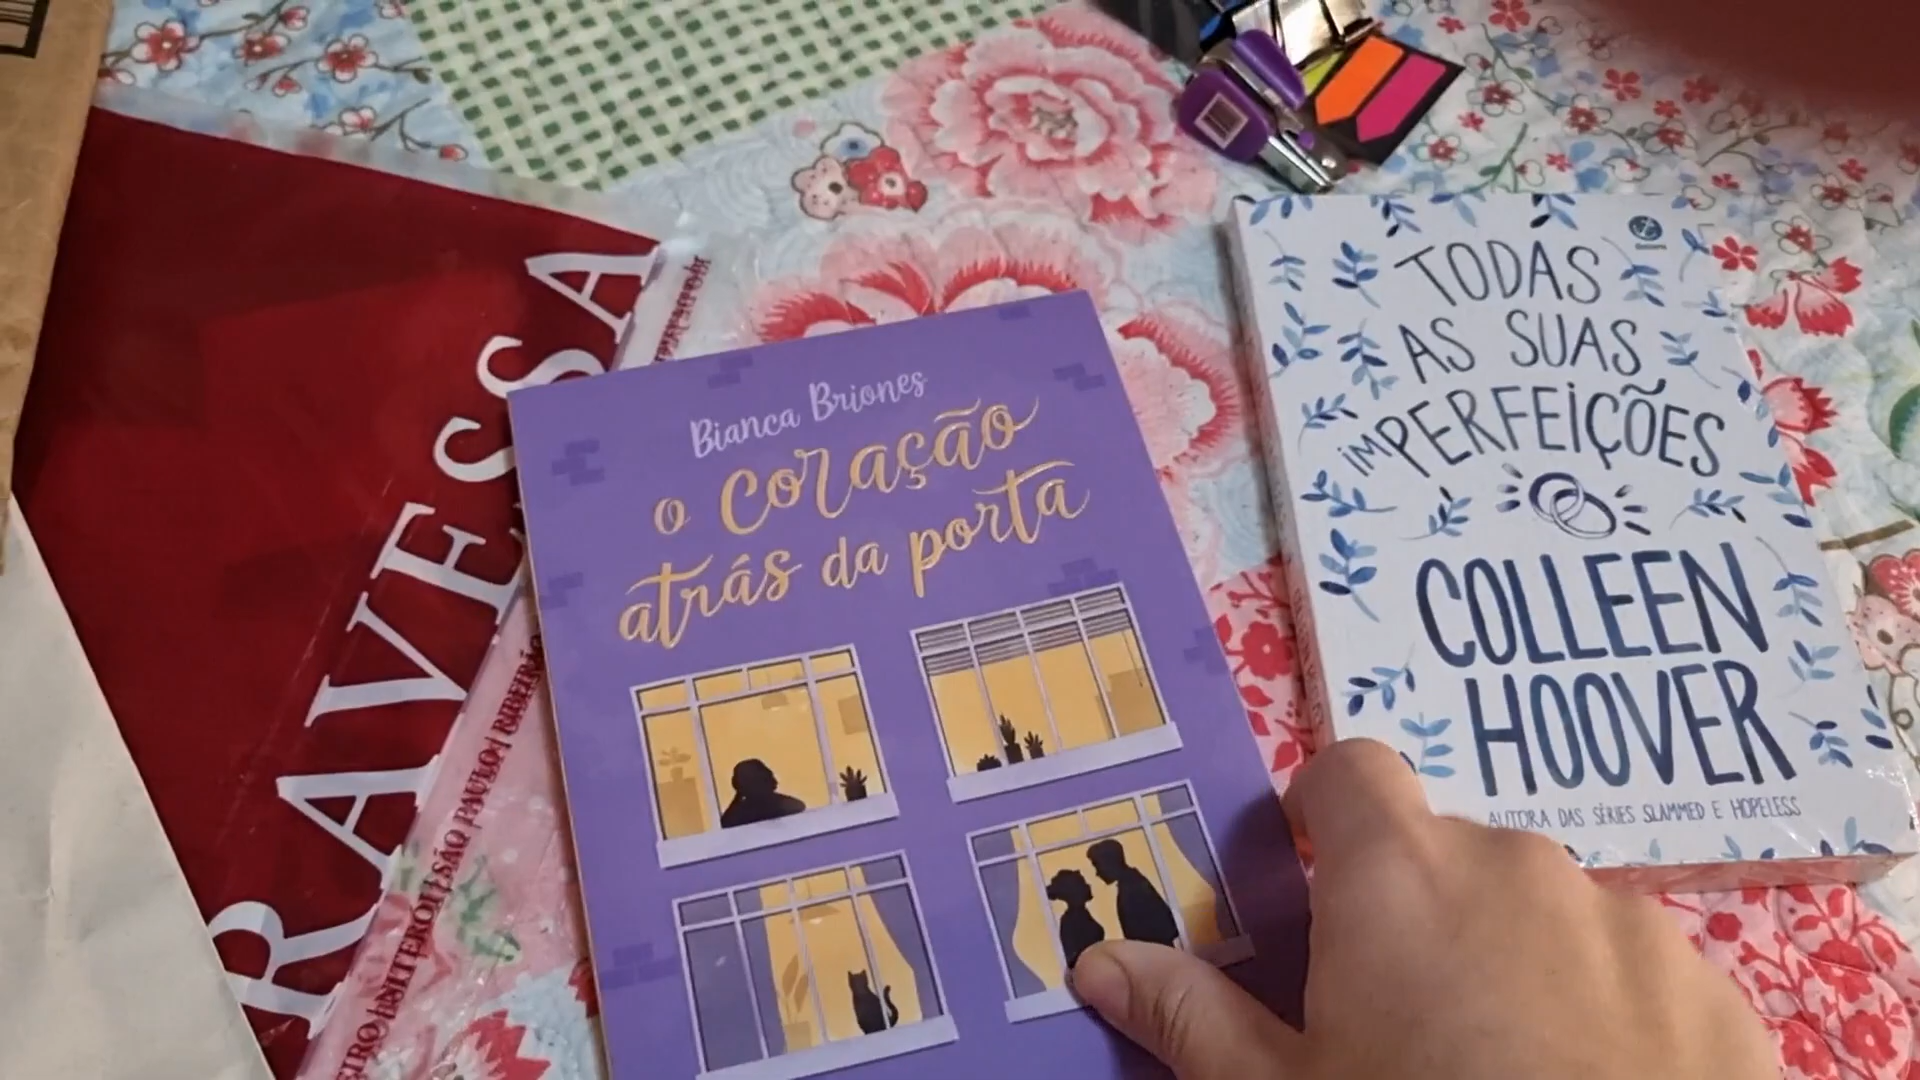 RAVESSA
NITERÓI | SÃO PAULO | RIBEIRÃO
Bianca Briones
o coração
atrás da porta
TODAS
AS SUAS
imPERFEIÇÕES
COLLEEN
HOOVER
AUTORA DAS SÉRIES SLAMMED E HOPELESS